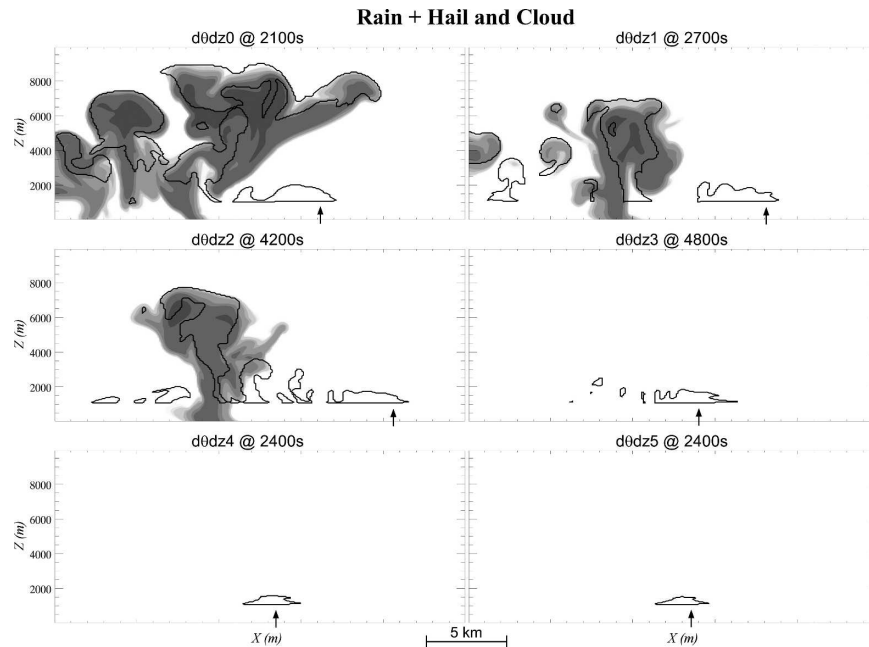 Rain + Hail and Cloud
dθdz0 @ 2100s
dθdz1 @ 2700s
Z (m)
8000
6000
4000
2000
dθdz2 @ 4200s
dθdz3 @ 4800s
Z (m)
8000
6000
4000
2000
dθdz4 @ 2400s
dθdz5 @ 2400s
Z (m)
8000
6000
4000
2000
X (m)
5 km
X (m)